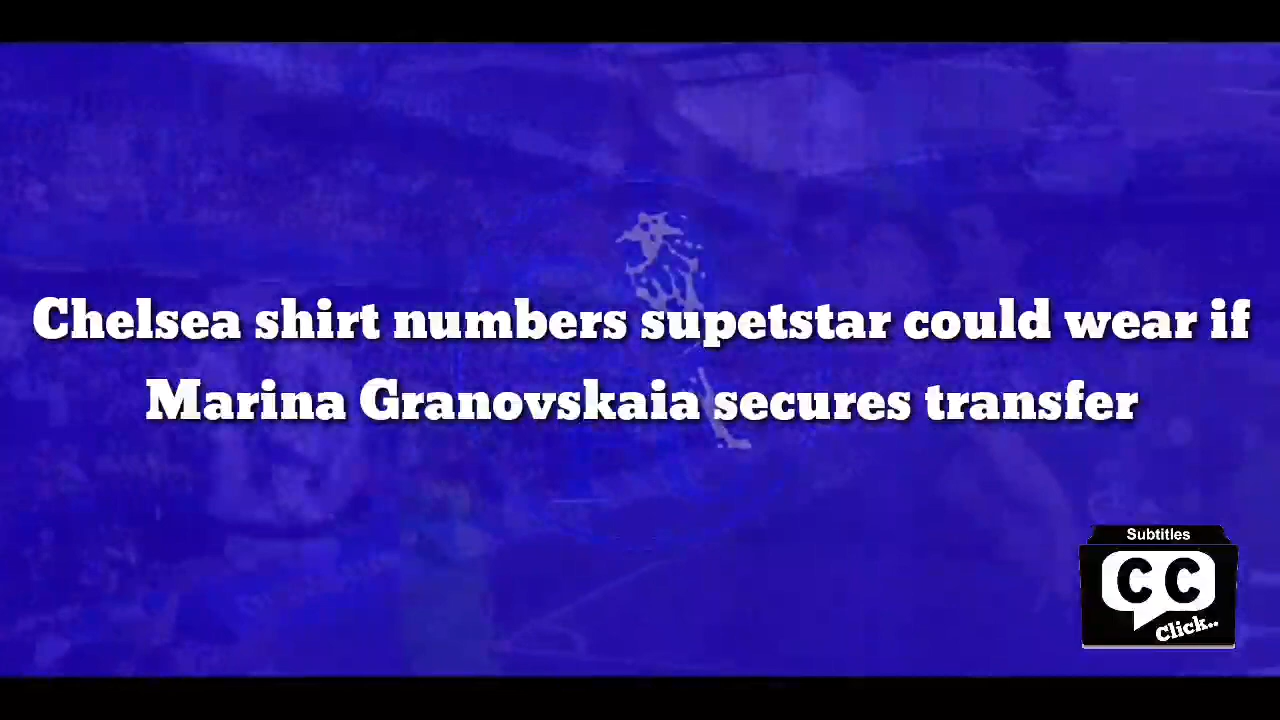 Chelsea shirt numbers supetstar could wear if
Marina Granovskaia secures transfer
Subtitles
CC
Click..